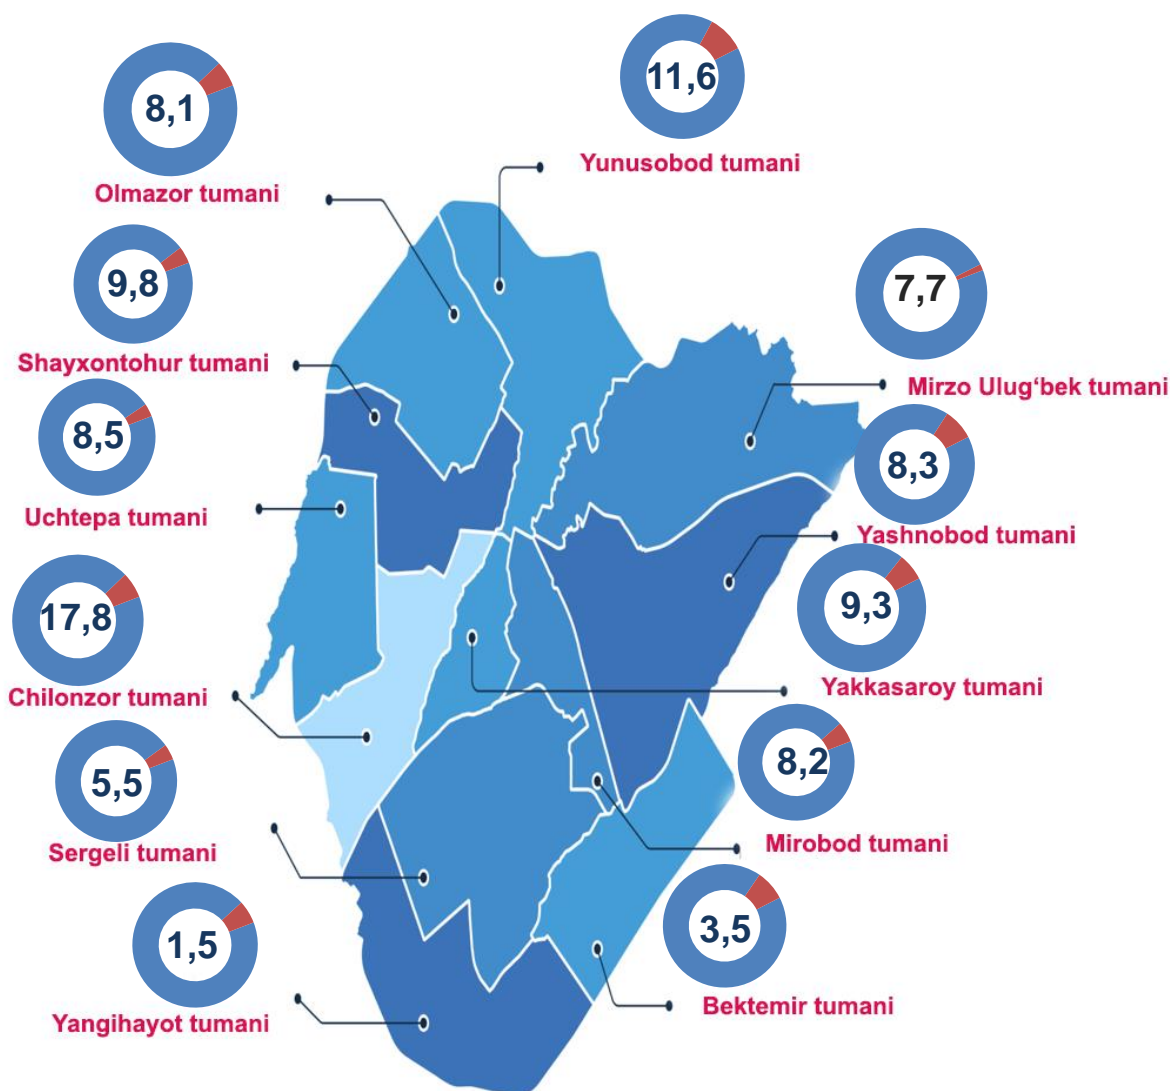 11,6
Yunusobod tumani
8,1
Olmazor tumani
9,8
Shayxontohur tumani
7,7
Mirzo Ulug‘bek tumani
8,5
Uchtepa tumani
8,3
Yashnobod tumani
17,8
Chilonzor tumani
9,3
Yakkasaroy tumani
5,5
Sergeli tumani
8,2
Mirobod tumani
1,5
Yangihayot tumani
3,5
Bektemir tumani